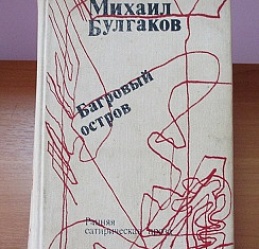 Михаил
Булгаков
Багровый
остров
Ранняя
сатирическая проза